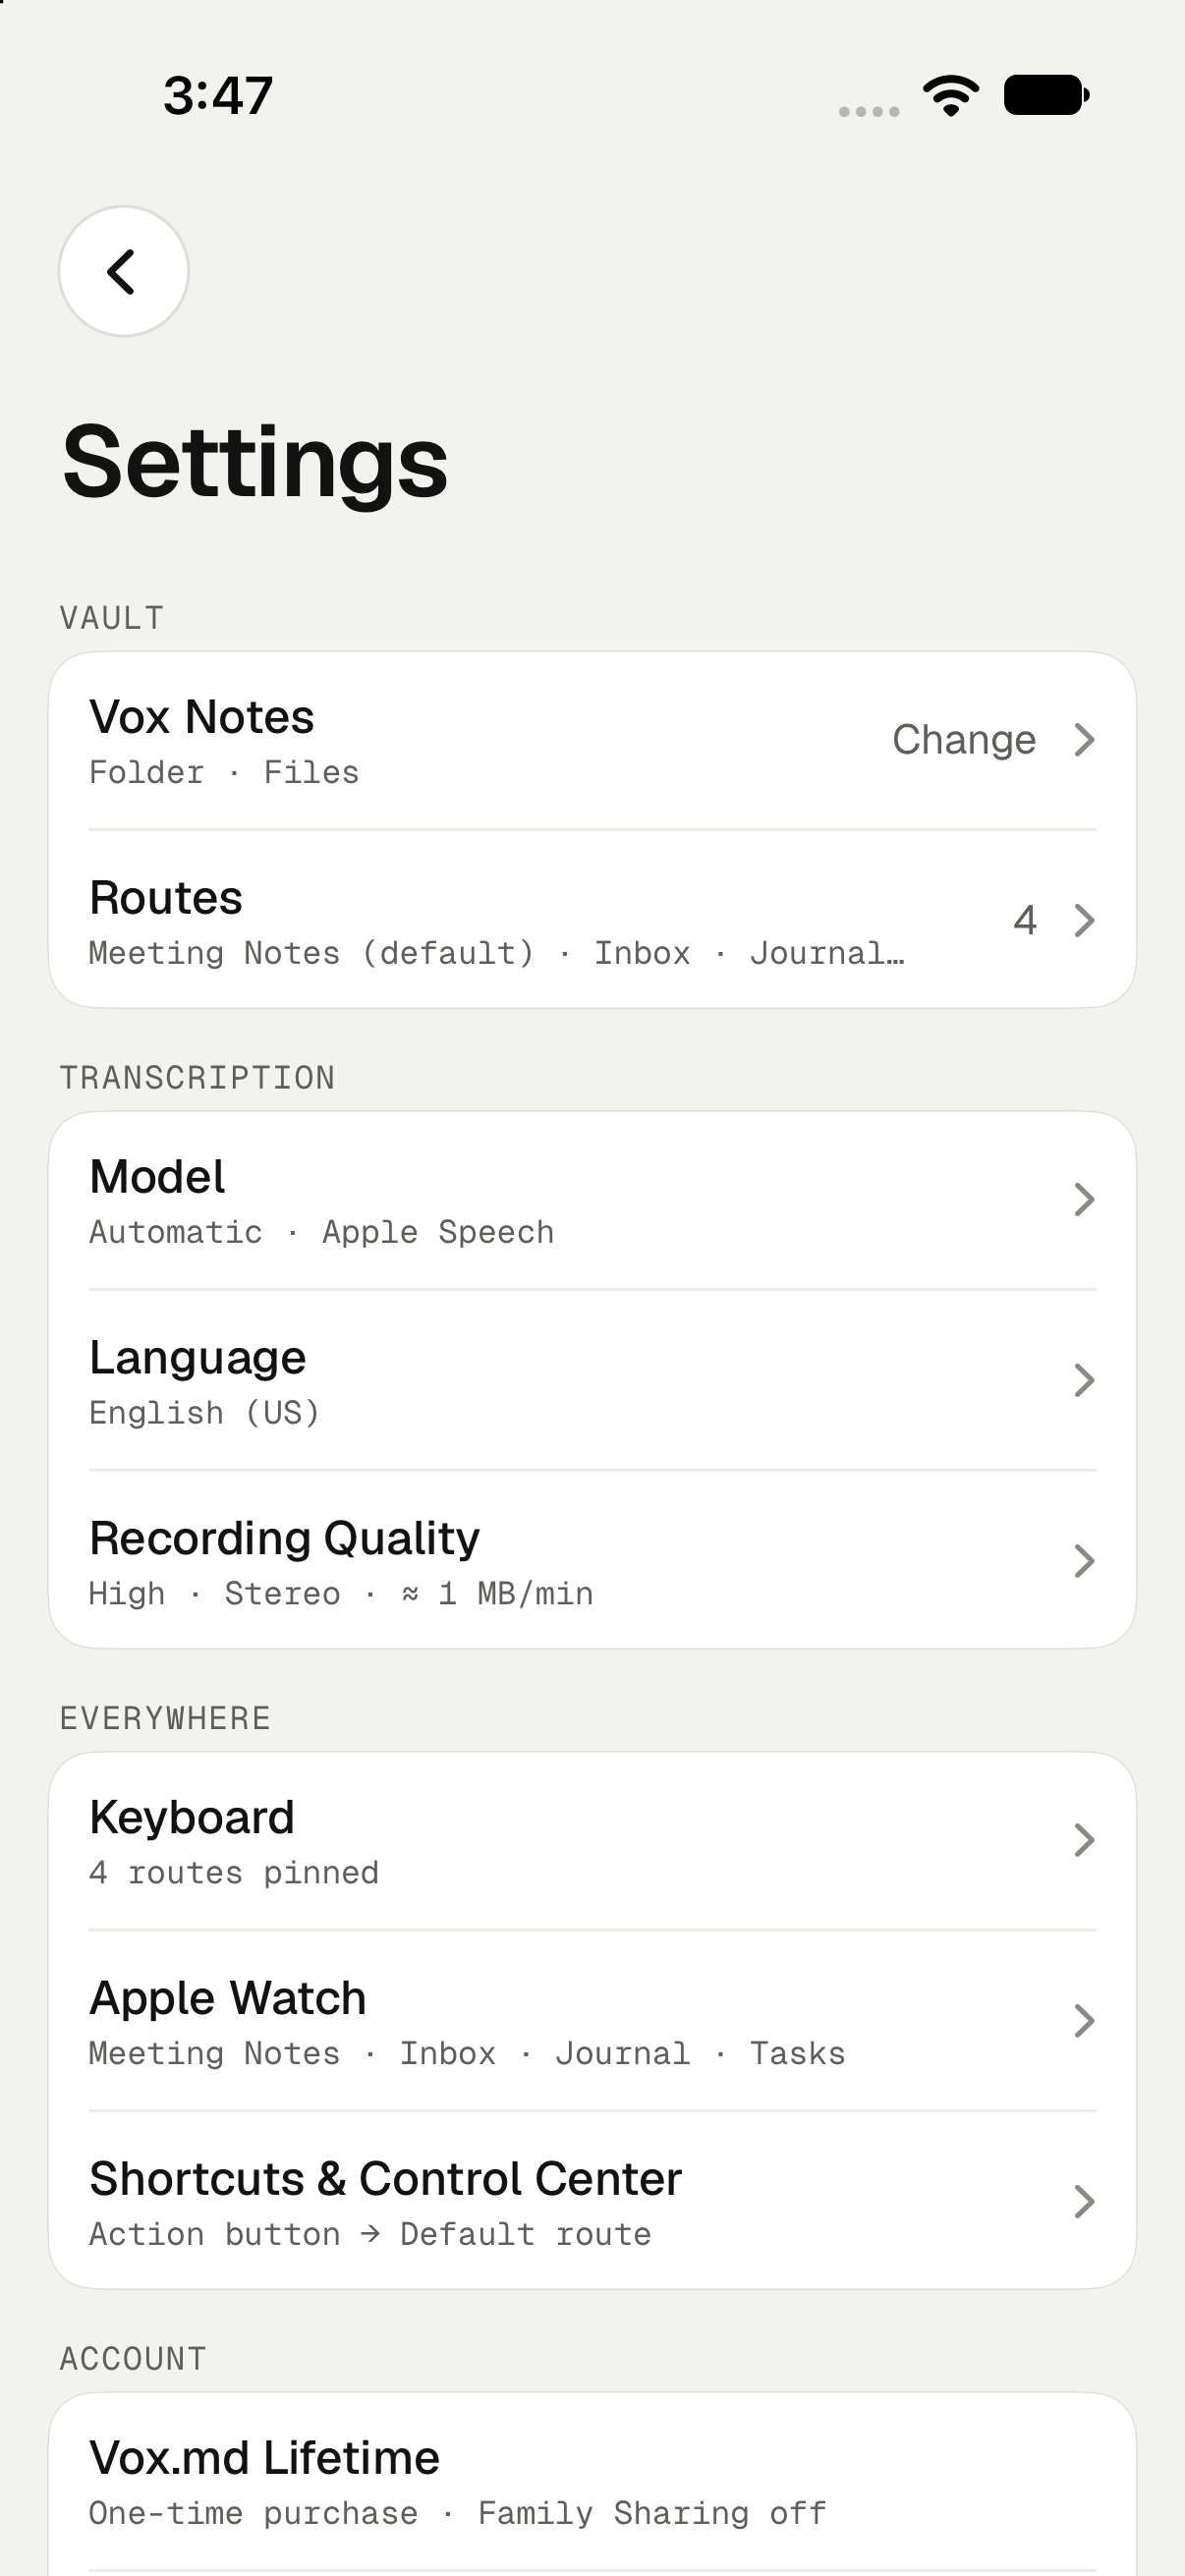 3:47
Settings
VAULT
Vox Notes
Folder · Files
Change
Routes
Meeting Notes (default) · Inbox · Journal…
4
TRANSCRIPTION
Model
Automatic · Apple Speech
Language
English (US)
Recording Quality
High · Stereo · ≈ 1 MB/min
EVERYWHERE
Keyboard
4 routes pinned
Apple Watch
Meeting Notes · Inbox · Journal · Tasks
Shortcuts & Control Center
Action button → Default route
ACCOUNT
Vox.md Lifetime
One-time purchase · Family Sharing off